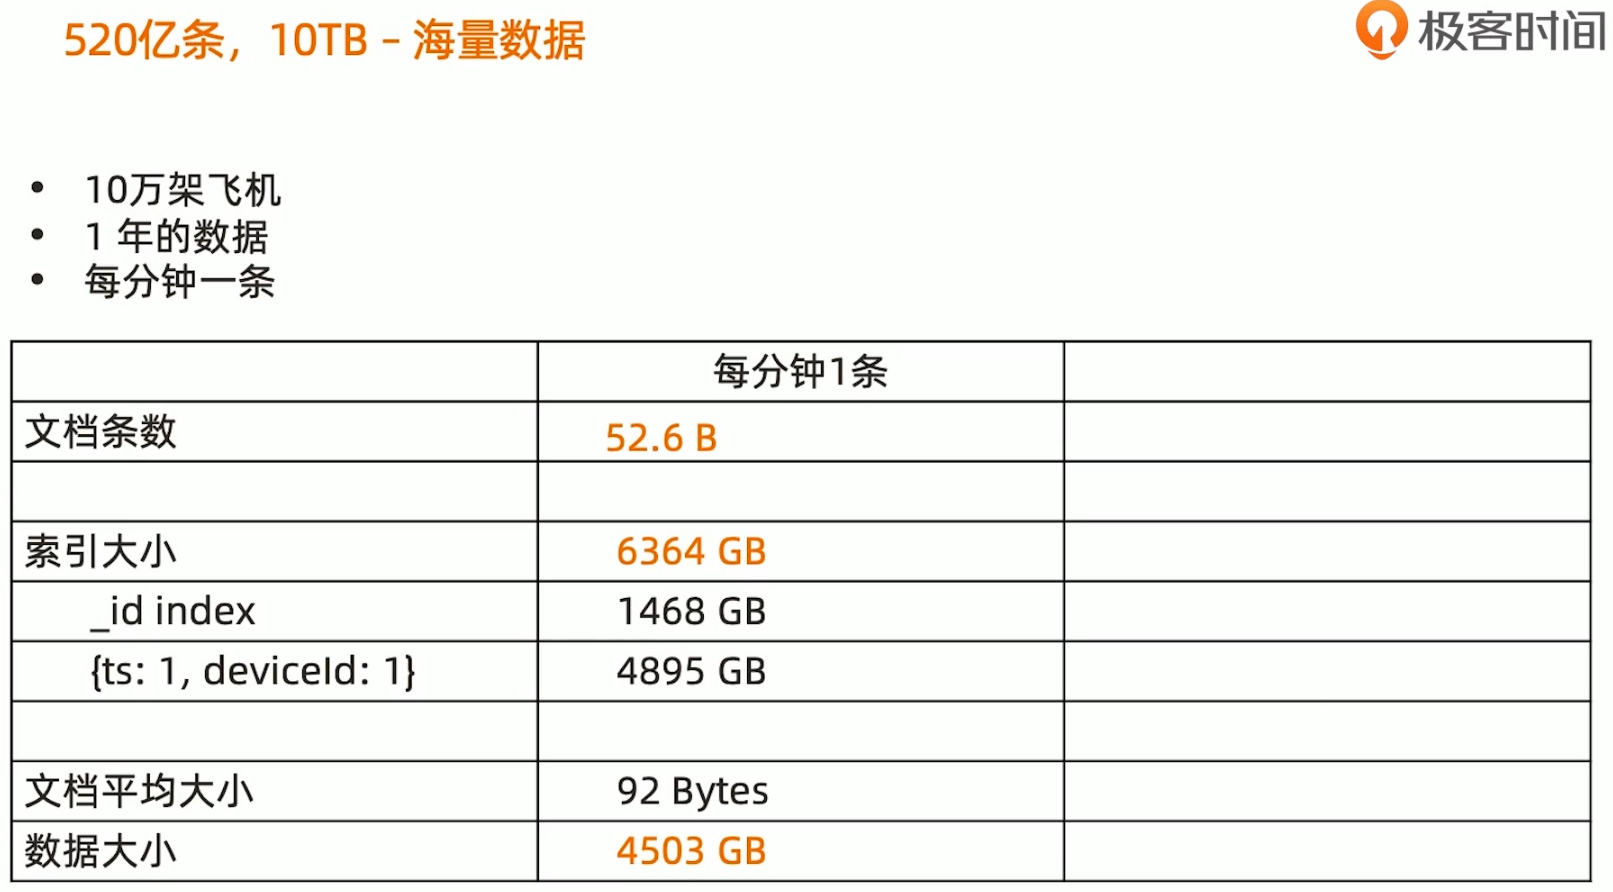 520亿条，10TB – 海量数据
极客时间
• 10万架飞机
• 1 年的数据
• 每分钟一条
每分钟1条
文档条数 52.6 B
索引大小 6364 GB
_id index 1468 GB
{ts: 1, deviceId: 1} 4895 GB
文档平均大小 92 Bytes
数据大小 4503 GB